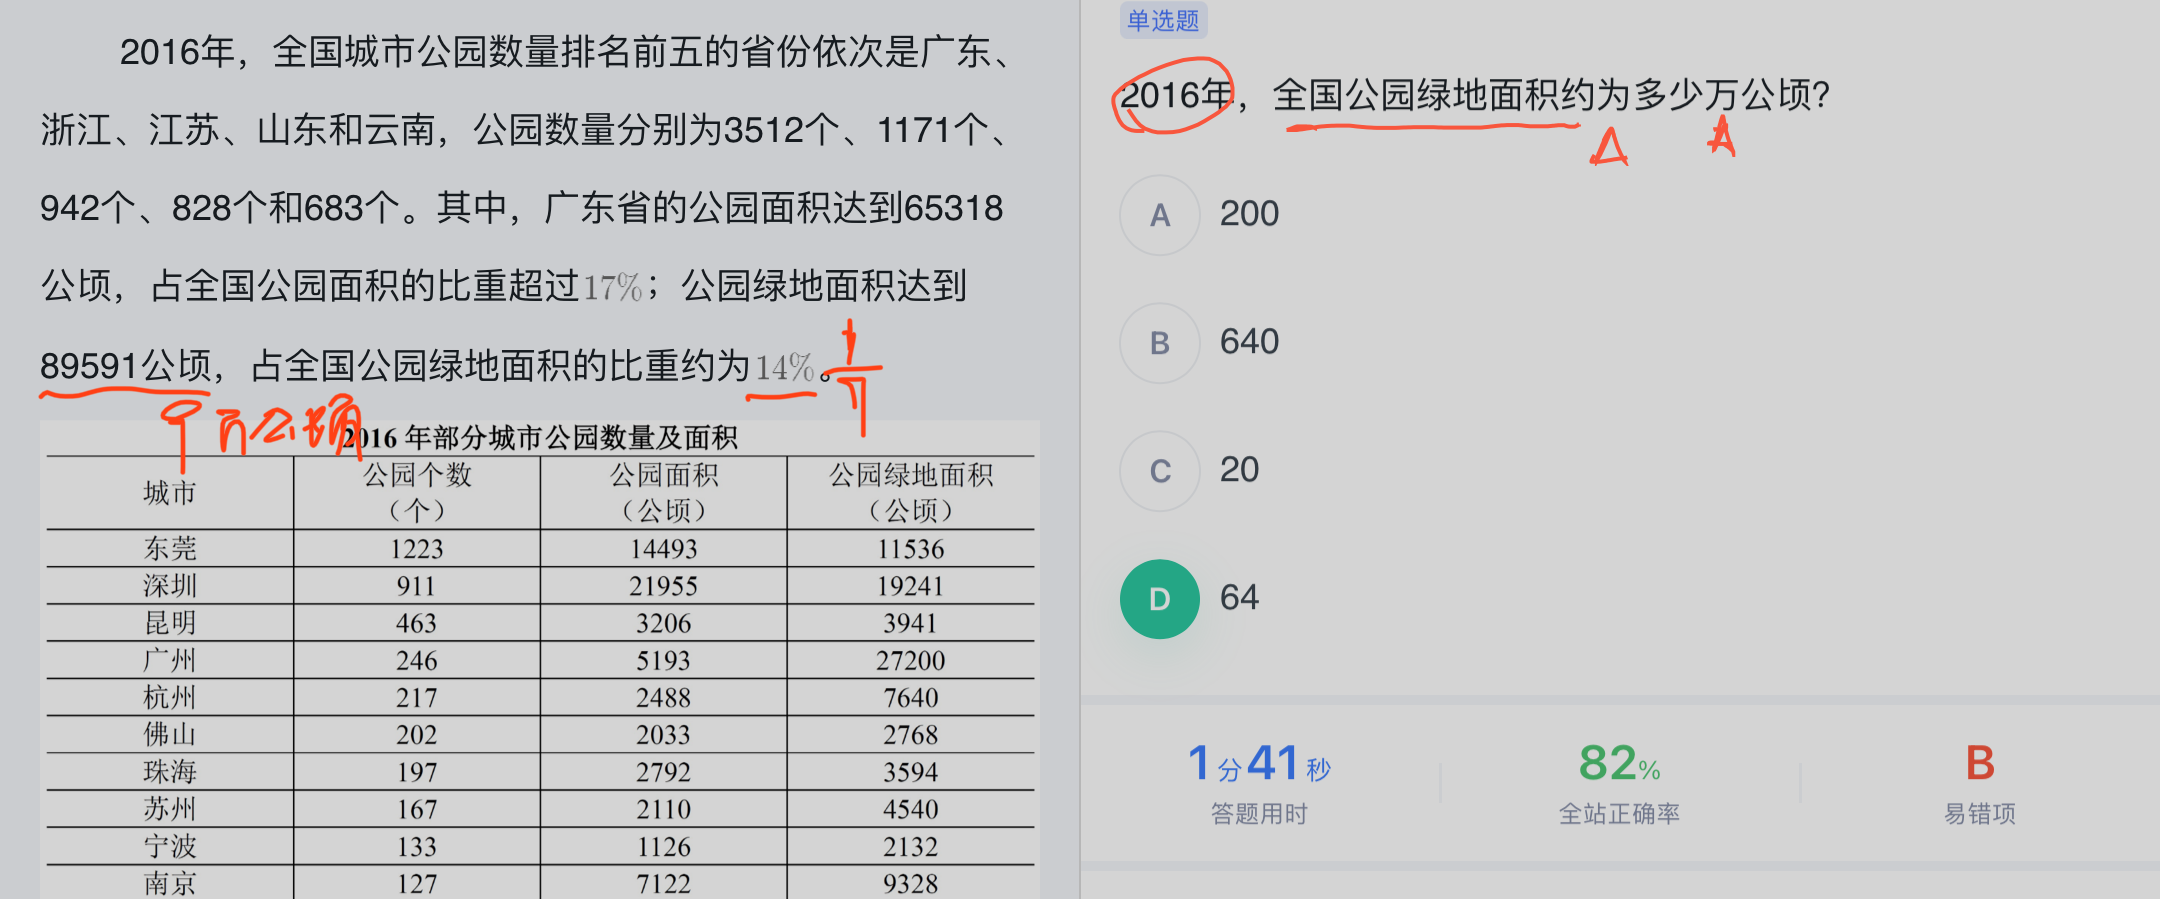 2016年，全国城市公园数量排名前五的省份依次是广东、
浙江、江苏、山东和云南，公园数量分别为3512个、1171个、
942个、828个和683个。其中，广东省的公园面积达到65318
公顷，占全国公园面积的比重超过17%；公园绿地面积达到
89591公顷，占全国公园绿地面积的比重约为14%。
2016 年部分城市公园数量及面积
城市 公园个数（个） 公园面积（公顷） 公园绿地面积（公顷）
东莞 1223 14493 11536
深圳 911 21955 19241
昆明 463 3206 3941
广州 246 5193 27200
杭州 217 2488 7640
佛山 202 2033 2768
珠海 197 2792 3594
苏州 167 2110 4540
宁波 133 1126 2132
南京 127 7122 9328
单选题
2016年，全国公园绿地面积约为多少万公顷？
A 200
B 640
C 20
D 64
1分41秒 82% B
答题用时 全站正确率 易错项